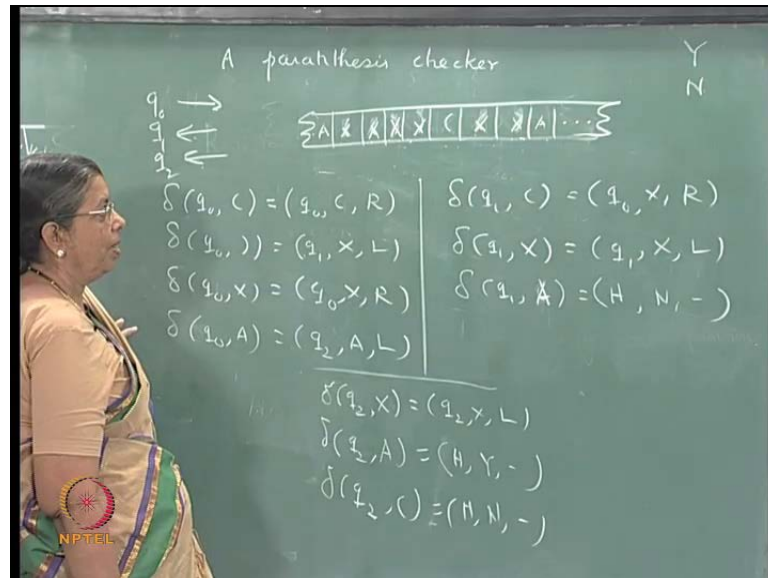 A paranthesis checker
Y
N
q₀ →
q₁ ←
q₂ ←
A X X X X C X X A ...
δ(q₀, C) = (q₀, C, R)
δ(q₀, )) = (q₁, X, L)
δ(q₀, X) = (q₀, X, R)
δ(q₀, A) = (q₂, A, L)
δ(q₁, C) = (q₀, X, R)
δ(q₁, X) = (q₁, X, L)
δ(q₁, A) = (H, N, -)
δ(q₂, X) = (q₂, X, L)
δ(q₂, A) = (H, Y, -)
δ(q₂, C) = (H, N, -)
NPTEL